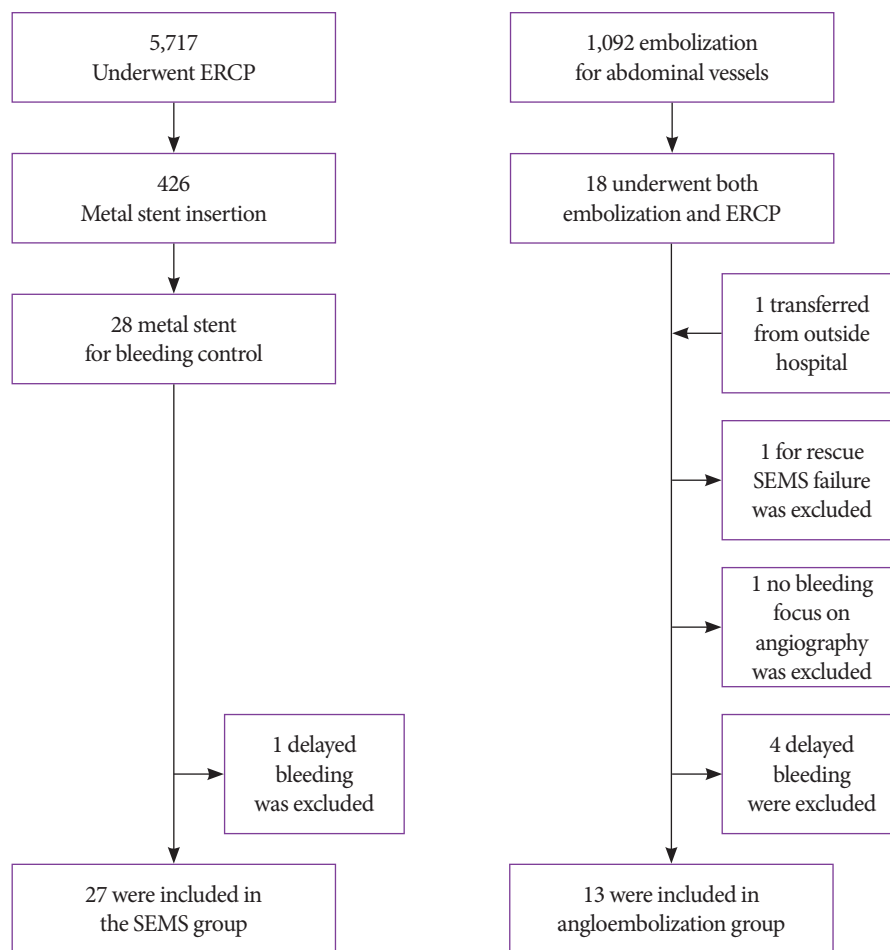 5,717
Underwent ERCP
426
Metal stent insertion
28 metal stent
for bleeding control
1 delayed
bleeding
was excluded
27 were included in
the SEMS group
1,092 embolization
for abdominal vessels
18 underwent both
embolization and ERCP
1 transferred
from outside
hospital
1 for rescue
SEMS failure
was excluded
1 no bleeding
focus on
angiography
was excluded
4 delayed
bleeding
were excluded
13 were included in
angloembolization group